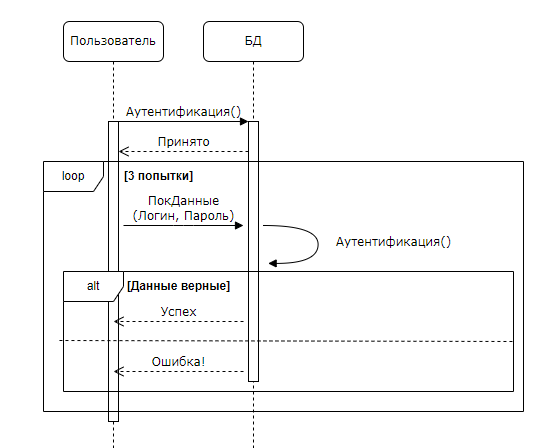 Пользователь
БД
Аутентификация()
Принято
loop
[3 попытки]
ПокДанные
(Логин, Пароль)
Аутентификация()
alt
[Данные верные]
Успех
Ошибка!